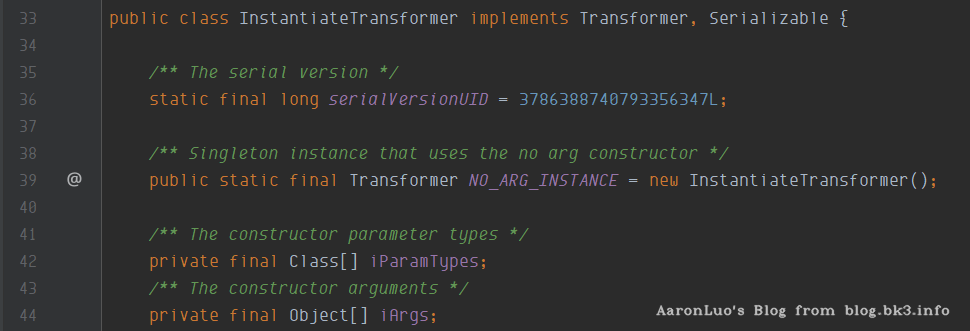 33 public class InstantiateTransformer implements Transformer, Serializable {
34
35 /** The serial version */
36 static final long serialVersionUID = 3786388740793356347L;
37
38 /** Singleton instance that uses the no arg constructor */
39 @ public static final Transformer NO_ARG_INSTANCE = new InstantiateTransformer();
40
41 /** The constructor parameter types */
42 private final Class[] iParamTypes;
43 /** The constructor arguments */
44 private final Object[] iArgs;
AaronLuo's Blog from blog.bk3.info